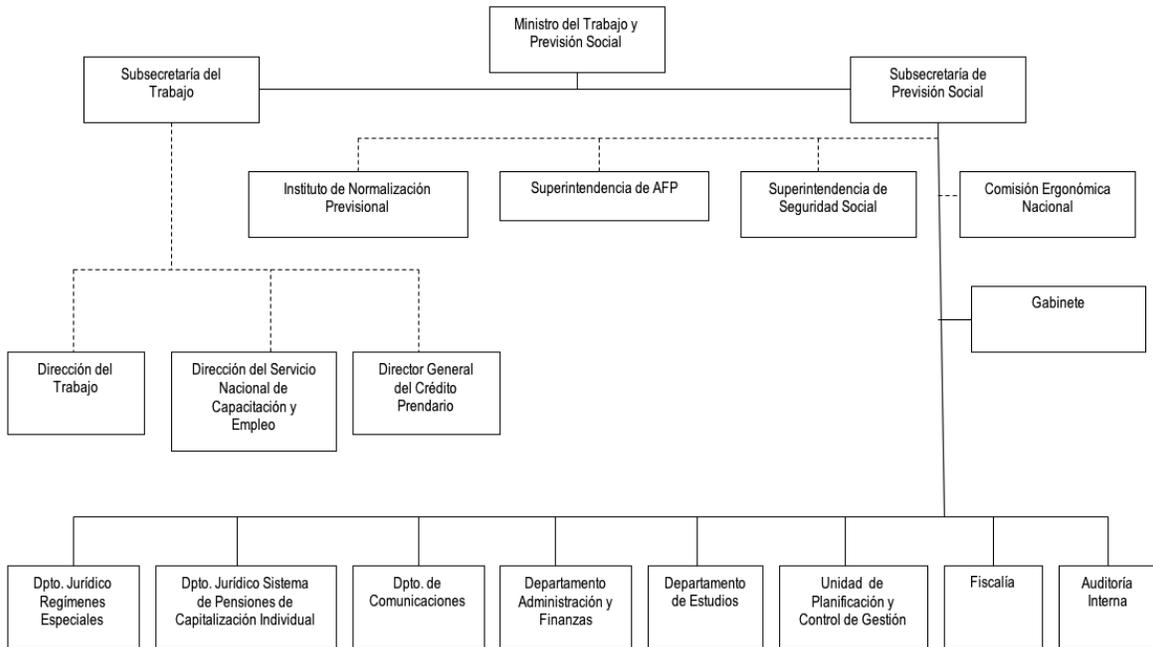 Ministro del Trabajo y
Previsión Social
Subsecretaría del
Trabajo
Subsecretaría de
Previsión Social
Instituto de Normalización
Previsional
Superintendencia de AFP
Superintendencia de
Seguridad Social
Comisión Ergonómica
Nacional
Gabinete
Dirección del
Trabajo
Dirección del Servicio
Nacional de
Capacitación y
Empleo
Director General
del Crédito
Prendario
Dpto. Jurídico
Regímenes
Especiales
Dpto. Jurídico Sistema
de Pensiones de
Capitalización Individual
Dpto. de
Comunicaciones
Departamento
Administración y
Finanzas
Departamento
de Estudios
Unidad de
Planificación y
Control de Gestión
Fiscalía
Auditoría
Interna